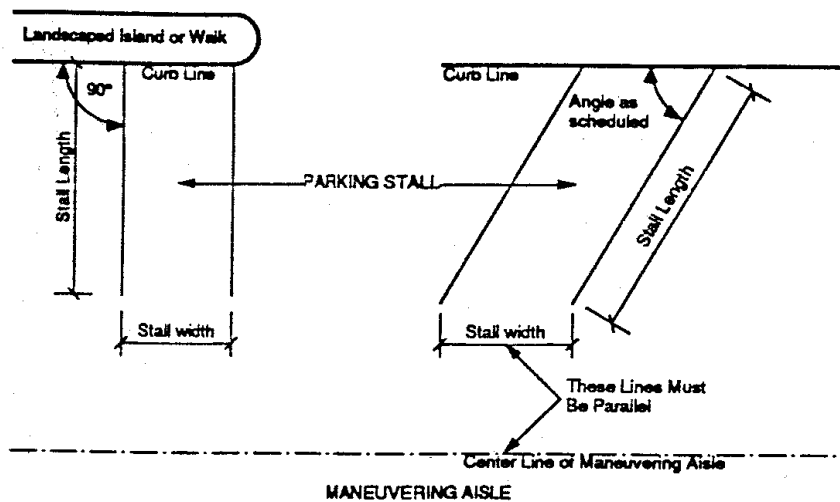 Landscaped Island or Walk
Curb Line
Curb Line
90°
Angle as
scheduled
Stall Length
PARKING STALL
Stall Length
Stall width
Stall width
These Lines Must
Be Parallel
Center Line of Maneuvering Aisle
MANEUVERING AISLE